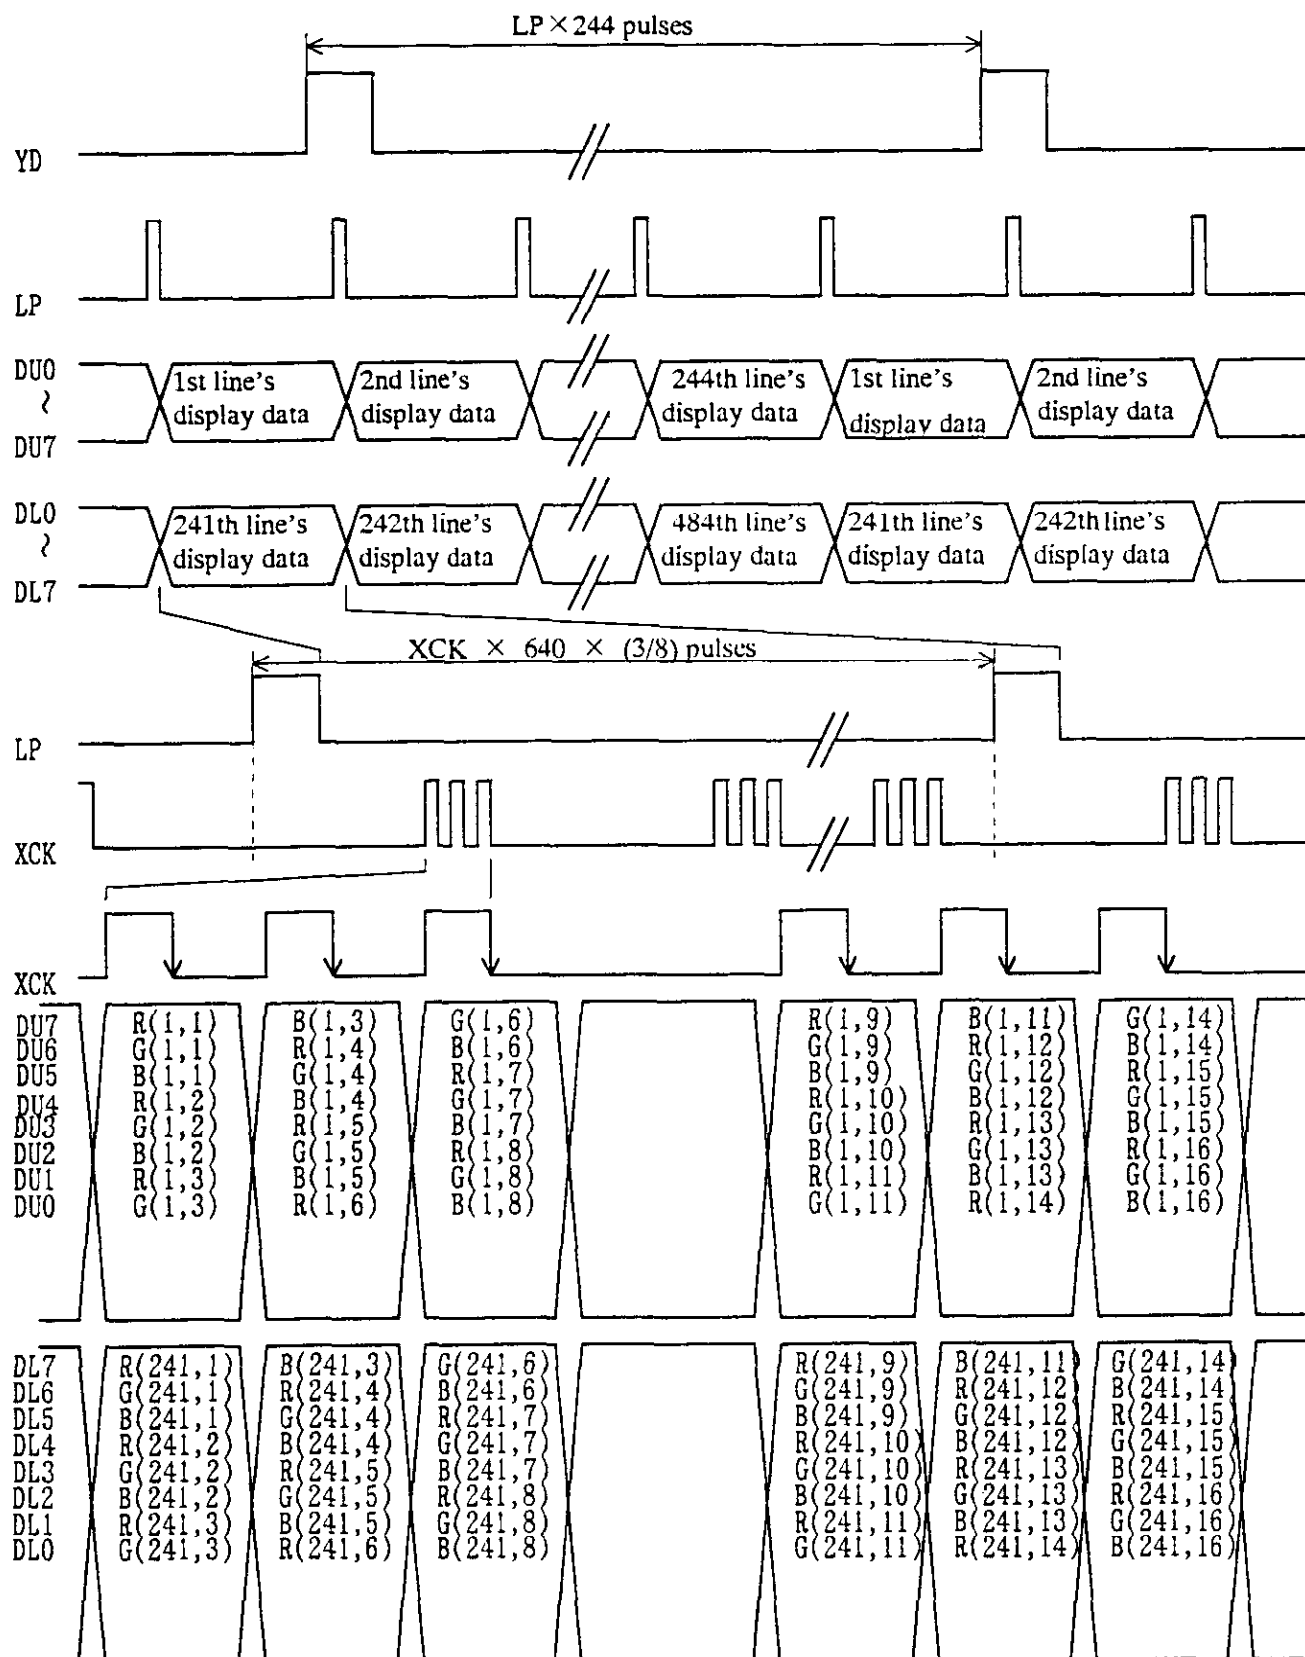 LP×244 pulses
YD
LP
DU0
~
DU7
1st line's
display data
2nd line's
display data
244th line's
display data
1st line's
display data
2nd line's
display data
DL0
~
DL7
241th line's
display data
242th line's
display data
484th line's
display data
241th line's
display data
242th line's
display data
XCK × 640 × (3/8) pulses
LP
XCK
XCK
DU7 R(1,1) B(1,3) G(1,6) R(1,9) B(1,11) G(1,14)
DU6 G(1,1) R(1,4) B(1,6) G(1,9) R(1,12) B(1,14)
DU5 B(1,1) G(1,4) R(1,7) B(1,9) G(1,12) R(1,15)
DU4 R(1,2) B(1,4) G(1,7) R(1,10) B(1,12) G(1,15)
DU3 G(1,2) R(1,5) B(1,7) G(1,10) R(1,13) B(1,15)
DU2 B(1,2) G(1,5) R(1,8) B(1,10) G(1,13) R(1,16)
DU1 R(1,3) B(1,5) G(1,8) R(1,11) B(1,13) G(1,16)
DU0 G(1,3) R(1,6) B(1,8) G(1,11) R(1,14) B(1,16)
DL7 R(241,1) B(241,3) G(241,6) R(241,9) B(241,11) G(241,14)
DL6 G(241,1) R(241,4) B(241,6) G(241,9) R(241,12) B(241,14)
DL5 B(241,1) G(241,4) R(241,7) B(241,9) G(241,12) R(241,15)
DL4 R(241,2) B(241,4) G(241,7) R(241,10) B(241,12) G(241,15)
DL3 G(241,2) R(241,5) B(241,7) G(241,10) R(241,13) B(241,15)
DL2 B(241,2) G(241,5) R(241,8) B(241,10) G(241,13) R(241,16)
DL1 R(241,3) B(241,5) G(241,8) R(241,11) B(241,13) G(241,16)
DL0 G(241,3) R(241,6) B(241,8) G(241,11) R(241,14) B(241,16)